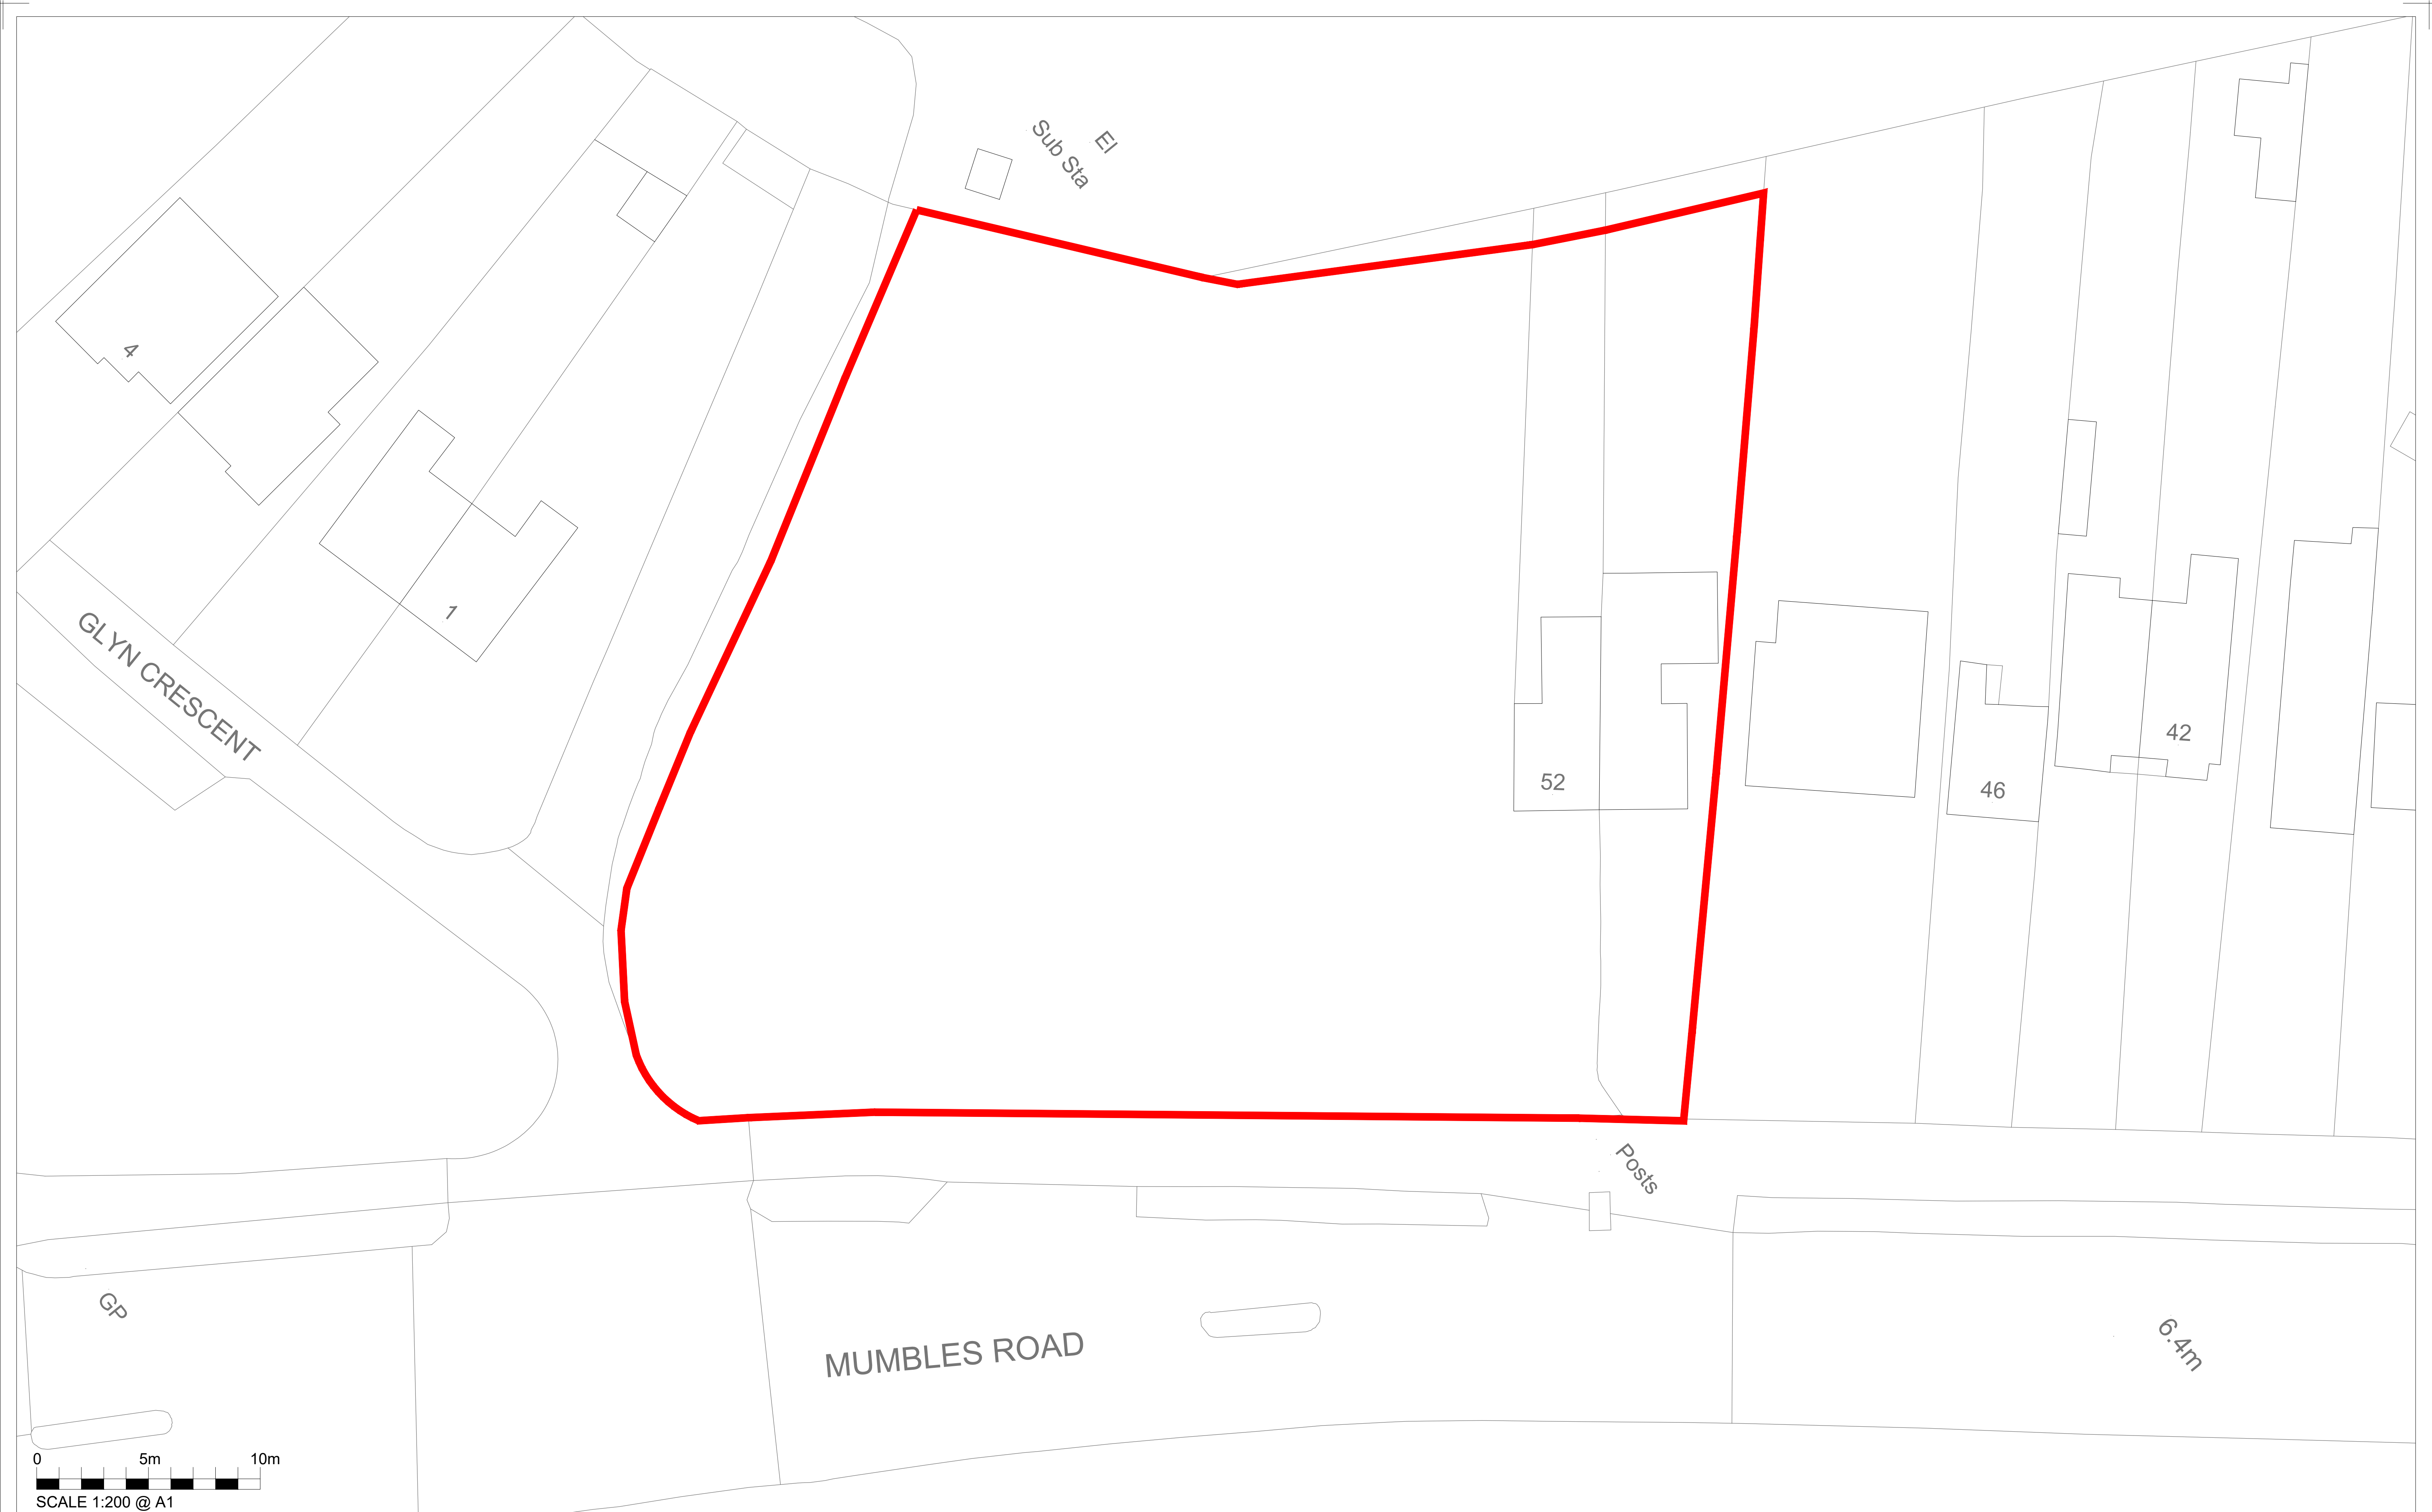 El
Sub Sta
4
1
GLYN CRESCENT
52
46
42
Posts
GP
MUMBLES ROAD
6.4m
0 5m 10m
SCALE 1:200 @ A1